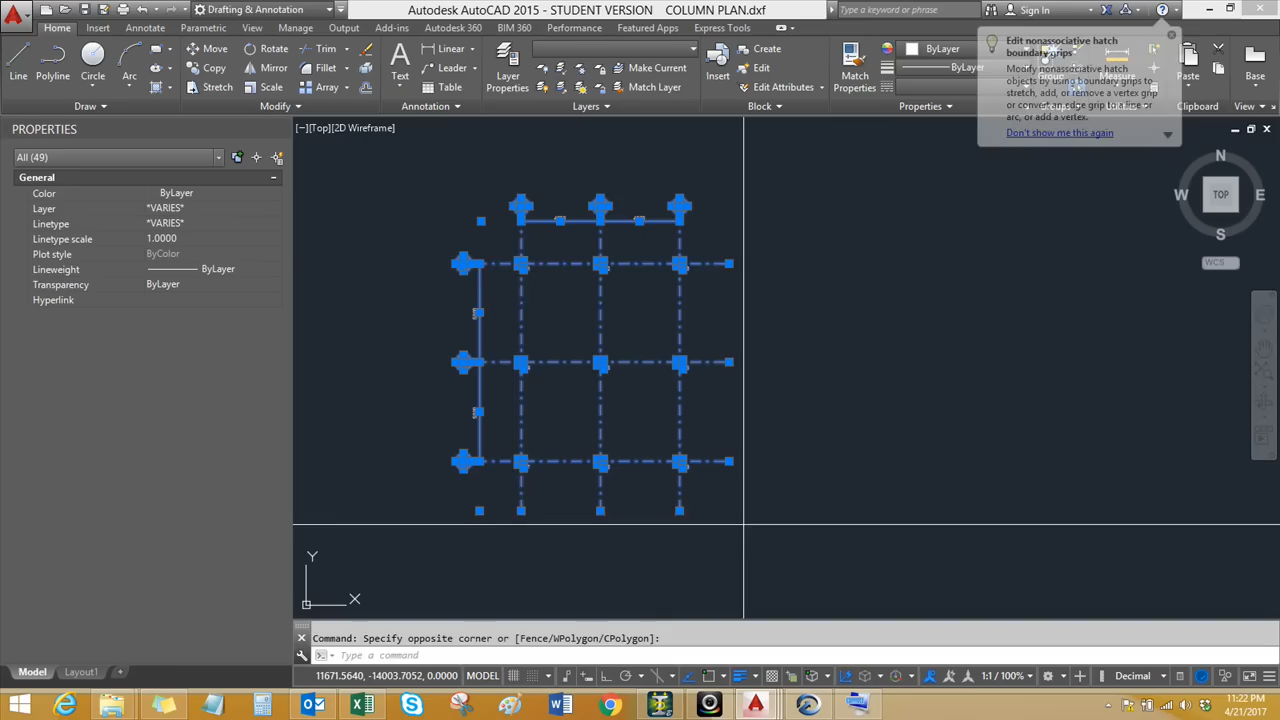 Drafting & Annotation
Autodesk AutoCAD 2015 - STUDENT VERSION COLUMN PLAN.dxf
Type a keyword or phrase
Sign In
Home Insert Annotate Parametric View Manage Output Add-ins Autodesk 360 BIM 360 Performance Featured Apps Express Tools
Line Polyline Circle Arc
Move Rotate Trim
Copy Mirror Fillet
Stretch Scale Array
Text
Linear
Leader
Table
Layer
Properties
Make Current
Match Layer
Insert
Create
Edit
Edit Attributes
Match
Properties
ByLayer
ByLayer
Group
Measure
Paste
Base
Draw Modify Annotation Layers Block Properties Clipboard View
Edit nonassociative hatch
boundary grips
Modify nonassociative hatch
objects by using boundary grips to
stretch, add, or remove a vertex grip
or convert an edge grip to a line or
arc, or add a vertex.
Don't show me this again
PROPERTIES
All (49)
General
Color ByLayer
Layer *VARIES*
Linetype *VARIES*
Linetype scale 1.0000
Plot style ByColor
Lineweight ByLayer
Transparency ByLayer
Hyperlink
[−][Top][2D Wireframe]
N
W TOP E
S
WCS
Y
X
Command: Specify opposite corner or [Fence/WPolygon/CPolygon]:
Type a command
Model Layout1 +
11671.5640, -14003.7052, 0.0000 MODEL
1:1 / 100%
Decimal
11:22 PM
4/21/2017